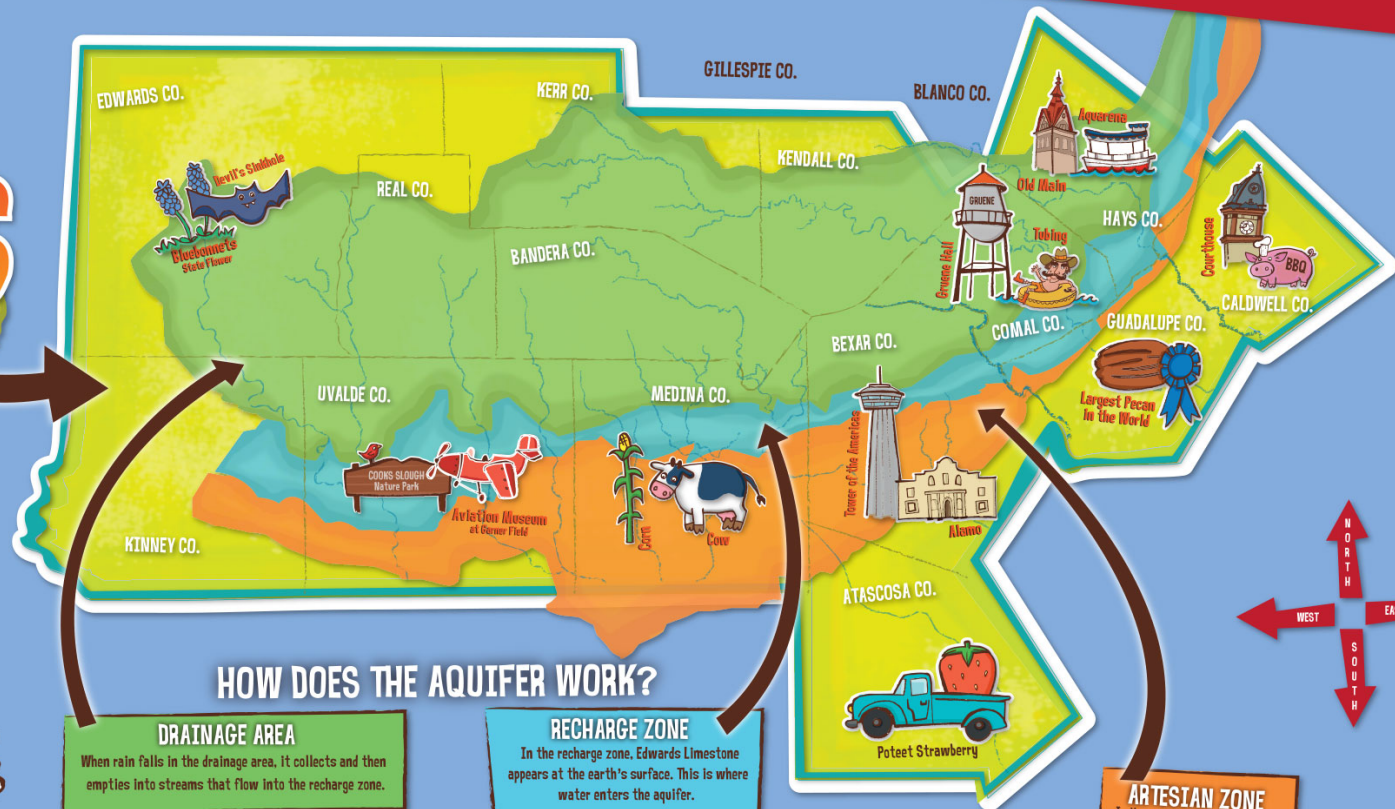 GILLESPIE CO.
BLANCO CO.
EDWARDS CO.
KERR CO.
KENDALL CO.
REAL CO.
BANDERA CO.
HAYS CO.
Devil's Sinkhole
Bluebonnets
State Flower
Aquarena
Old Main
GRUENE
Gruene Hall
Tubing
Courthouse
BBQ
CALDWELL CO.
COMAL CO.
GUADALUPE CO.
BEXAR CO.
UVALDE CO.
MEDINA CO.
Largest Pecan
in the World
COOKS SLOUGH
Nature Park
Aviation Museum
at Garner Field
Corn
Cow
Tower of the Americas
Alamo
KINNEY CO.
ATASCOSA CO.
Poteet Strawberry
NORTH
WEST
SOUTH
HOW DOES THE AQUIFER WORK?
DRAINAGE AREA
When rain falls in the drainage area, it collects and then
empties into streams that flow into the recharge zone.
RECHARGE ZONE
In the recharge zone, Edwards Limestone
appears at the earth's surface. This is where
water enters the aquifer.
ARTESIAN ZONE